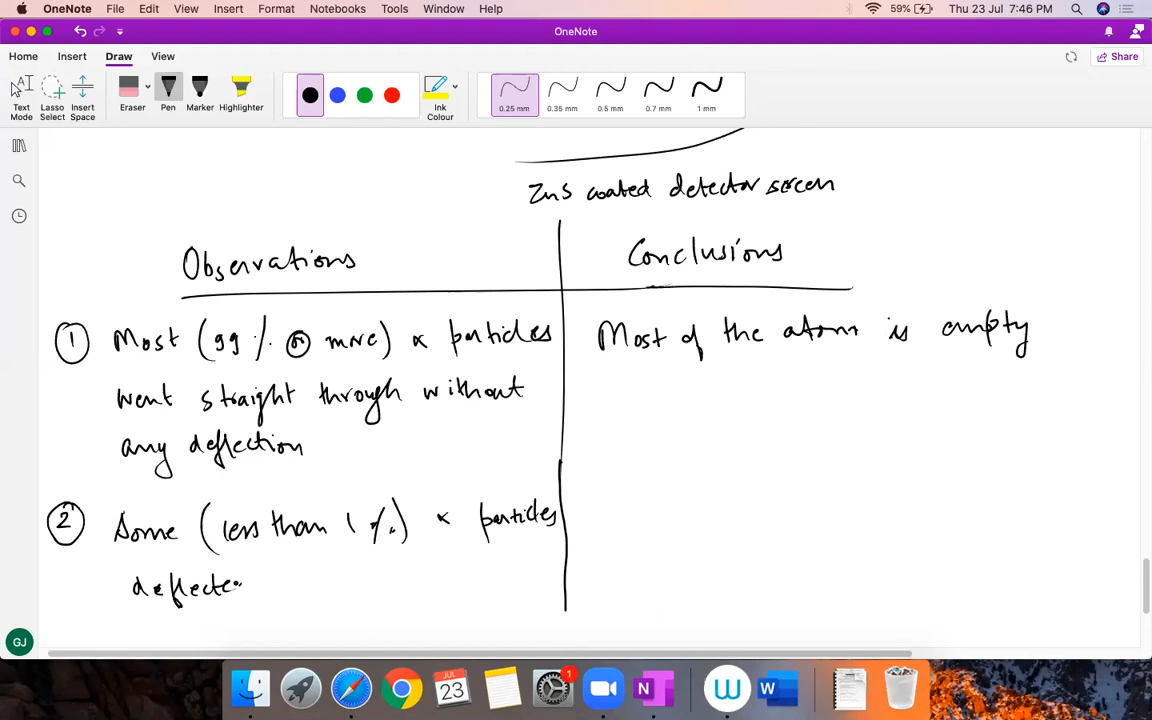 OneNote File Edit View Insert Format Notebooks Tools Window Help 59% Thu 23 Jul 7:46 PM
OneNote
Home Insert Draw View Share
Text Mode Lasso Select Insert Space Eraser Pen Marker Highlighter Ink Colour 0.25 mm 0.35 mm 0.5 mm 0.7 mm 1 mm
ZnS coated detector screen
Observations Conclusions
1 Most (99 % or more) α particles Most of the atom is empty
went straight through without
any deflection
2 Some (less than 1 %) α particles
deflected
GJ
JUL 23 1 N W W